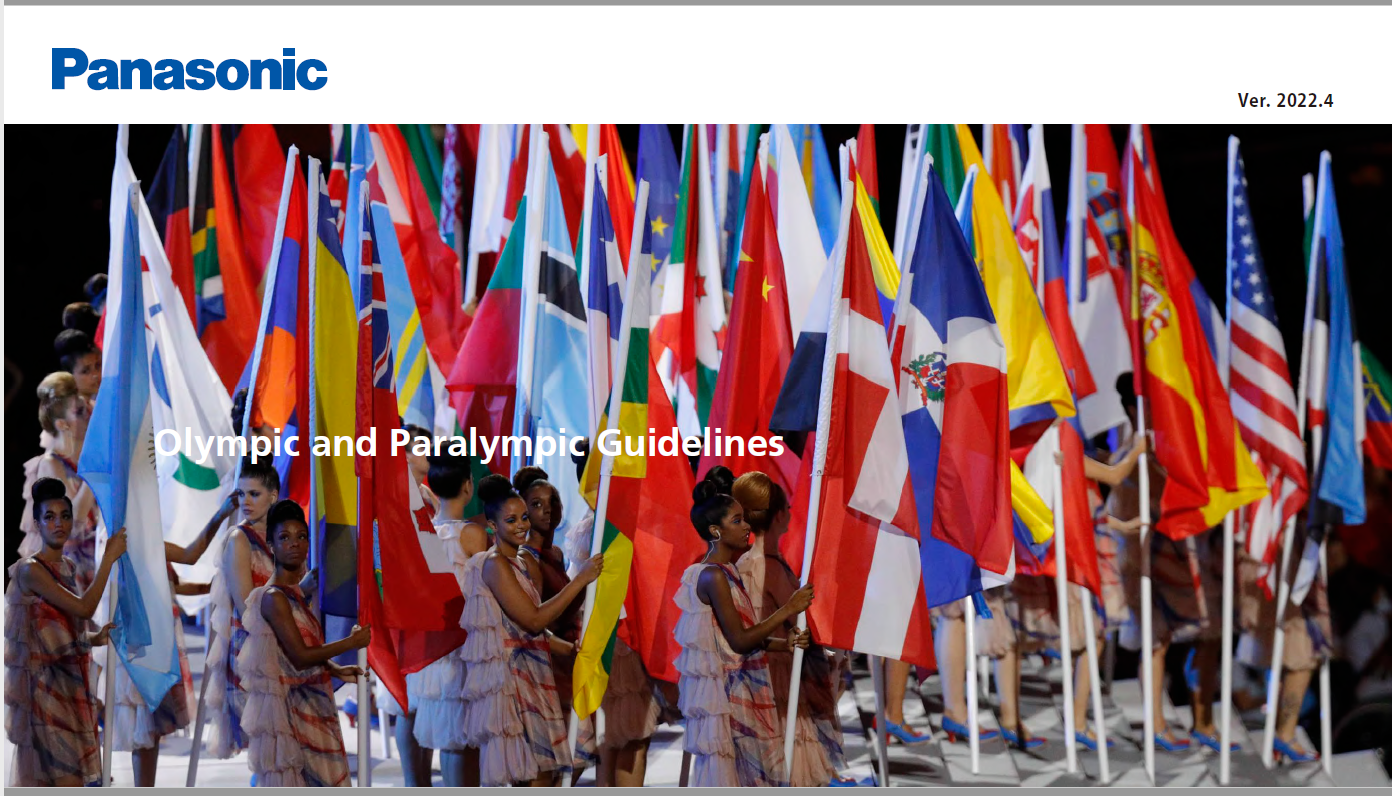 Panasonic
Ver. 2022.4
Olympic and Paralympic Guidelines